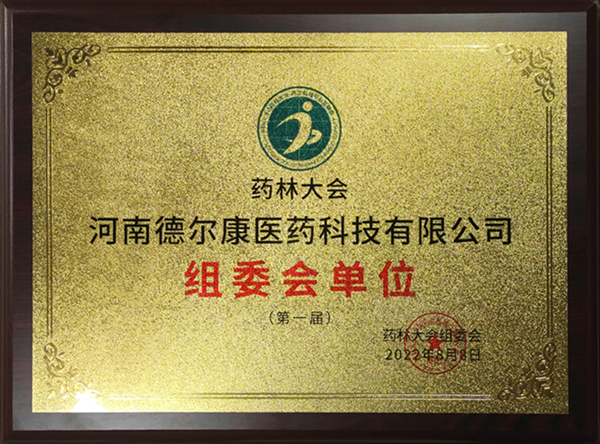 药林大会
河南德尔康医药科技有限公司
组委会单位
(第一届)
药林大会组委会
2022年8月8日